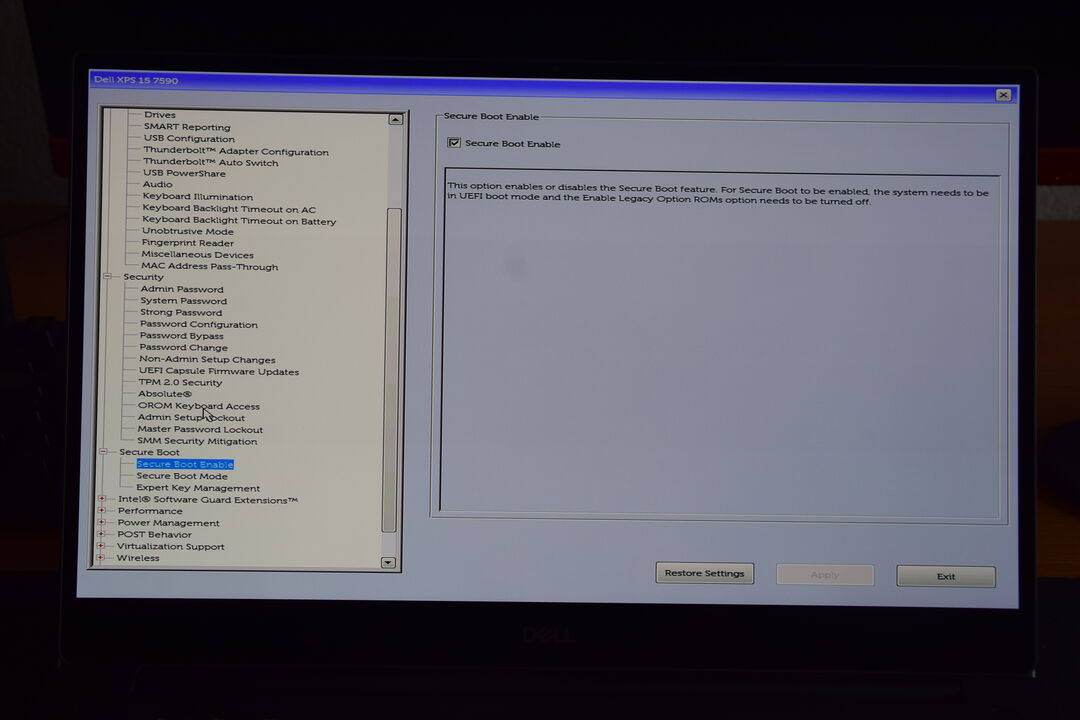 Dell XPS 15 7590
Drives
SMART Reporting
USB Configuration
Thunderbolt™ Adapter Configuration
Thunderbolt™ Auto Switch
USB PowerShare
Audio
Keyboard Illumination
Keyboard Backlight Timeout on AC
Keyboard Backlight Timeout on Battery
Unobtrusive Mode
Fingerprint Reader
Miscellaneous Devices
MAC Address Pass-Through
Security
Admin Password
System Password
Strong Password
Password Configuration
Password Bypass
Password Change
Non-Admin Setup Changes
UEFI Capsule Firmware Updates
TPM 2.0 Security
Absolute®
OROM Keyboard Access
Admin Setup Lockout
Master Password Lockout
SMM Security Mitigation
Secure Boot
Secure Boot Enable
Secure Boot Mode
Expert Key Management
Intel® Software Guard Extensions™
Performance
Power Management
POST Behavior
Virtualization Support
Wireless
Secure Boot Enable
Secure Boot Enable
This option enables or disables the Secure Boot feature. For Secure Boot to be enabled, the system needs to be
in UEFI boot mode and the Enable Legacy Option ROMs option needs to be turned off.
Restore Settings
Apply
Exit
DELL